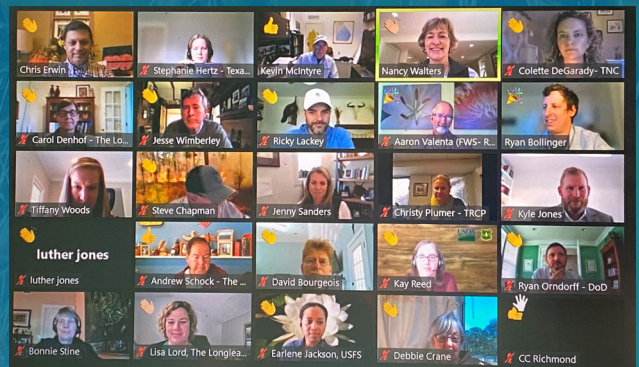 Chris Erwin
Stephanie Hertz - Texa...
Kevin McIntyre
Nancy Walters
Colette DeGarady- TNC
Carol Denhof - The Lo...
Jesse Wimberley
Ricky Lackey
Aaron Valenta (FWS- R...
Ryan Bollinger
Tiffany Woods
Steve Chapman
Jenny Sanders
Christy Plumer - TRCP
Kyle Jones
luther jones
luther jones
Andrew Schock - The ...
David Bourgeois
Kay Reed
Ryan Orndorff - DoD
Bonnie Stine
Lisa Lord, The Longlea...
Earlene Jackson, USFS
Debbie Crane
CC Richmond